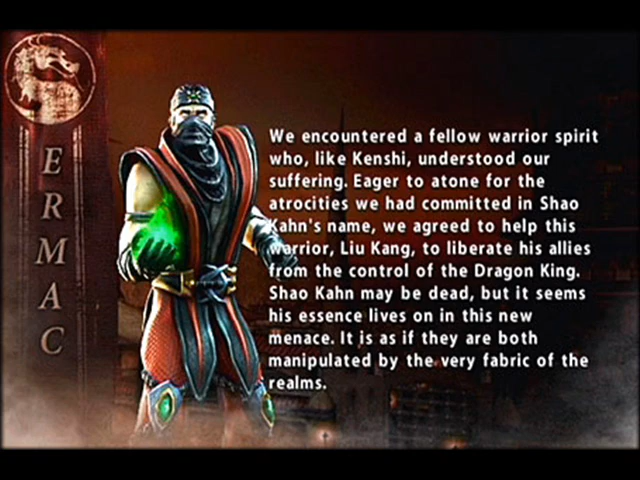 ERMAC
We encountered a fellow warrior spirit
who, like Kenshi, understood our
suffering. Eager to atone for the
atrocities we had committed in Shao
Kahn's name, we agreed to help this
warrior, Liu Kang, to liberate his allies
from the control of the Dragon King.
Shao Kahn may be dead, but it seems
his essence lives on in this new
menace. It is as if they are both
manipulated by the very fabric of the
realms.